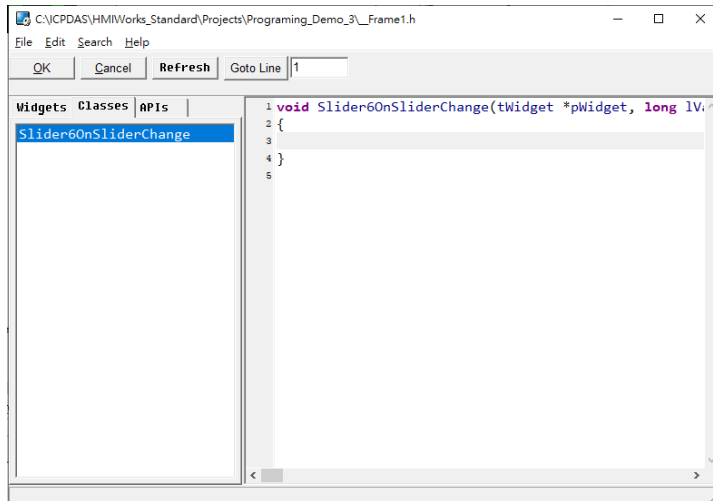 C:\ICPDAS\HMIWorks_Standard\Projects\Programing_Demo_3\__Frame1.h
File Edit Search Help
OK Cancel Refresh Goto Line 1
Widgets Classes APIs
Slider6OnSliderChange
1 void Slider6OnSliderChange(tWidget *pWidget, long lVa
2 {
3
4 }
5